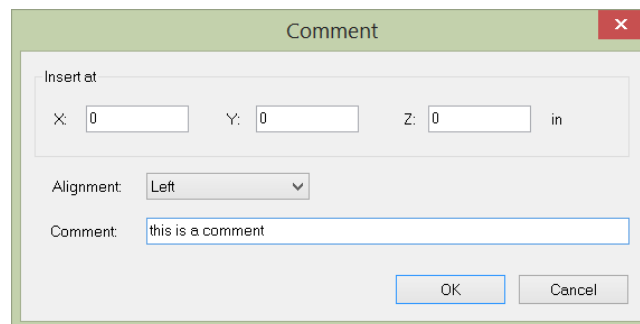 Comment
Insert at
X: 0 Y: 0 Z: 0 in
Alignment: Left
Comment: this is a comment
OK Cancel